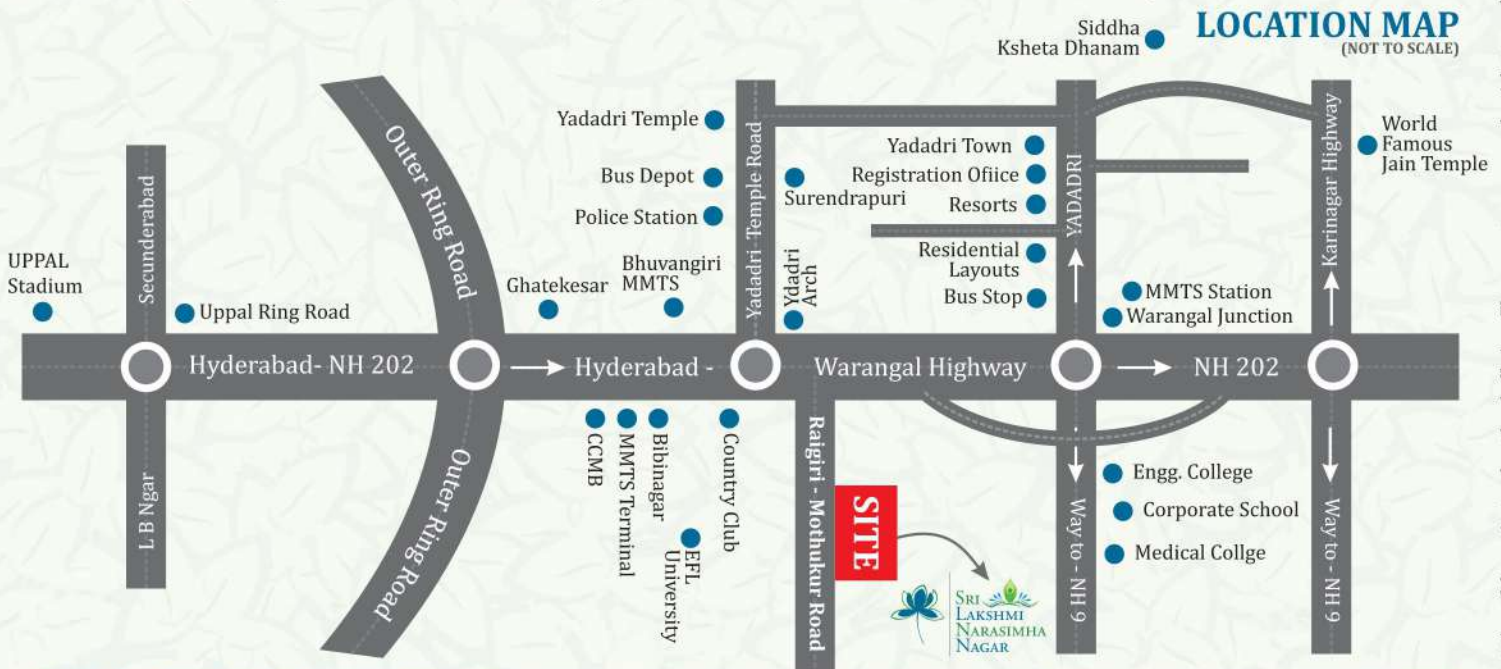 LOCATION MAP
(NOT TO SCALE)
Siddha
Ksheta Dhanam
UPPAL
Stadium
Secunderabad
L B Ngar
Uppal Ring Road
Hyderabad- NH 202
Outer Ring Road
Outer Ring Road
Ghatekesar
Bhuvangiri
MMTS
Yadadri Temple
Bus Depot
Police Station
Yadadri -Temple Road
Surendrapuri
Ydadri
Arch
Yadadri Town
Registration Ofiice
Resorts
Residential
Layouts
Bus Stop
YADADRI
MMTS Station
Warangal Junction
Karinagar Highway
World
Famous
Jain Temple
Hyderabad -
Warangal Highway
NH 202
CCMB
MMTS Terminal
Bibinagar
EFL
University
Country Club
Raigiri - Mothukur Road
SITE
SRI
LAKSHMI
NARASIMHA
NAGAR
Way to - NH 9
Engg. College
Corporate School
Medical Collge
Way to - NH 9